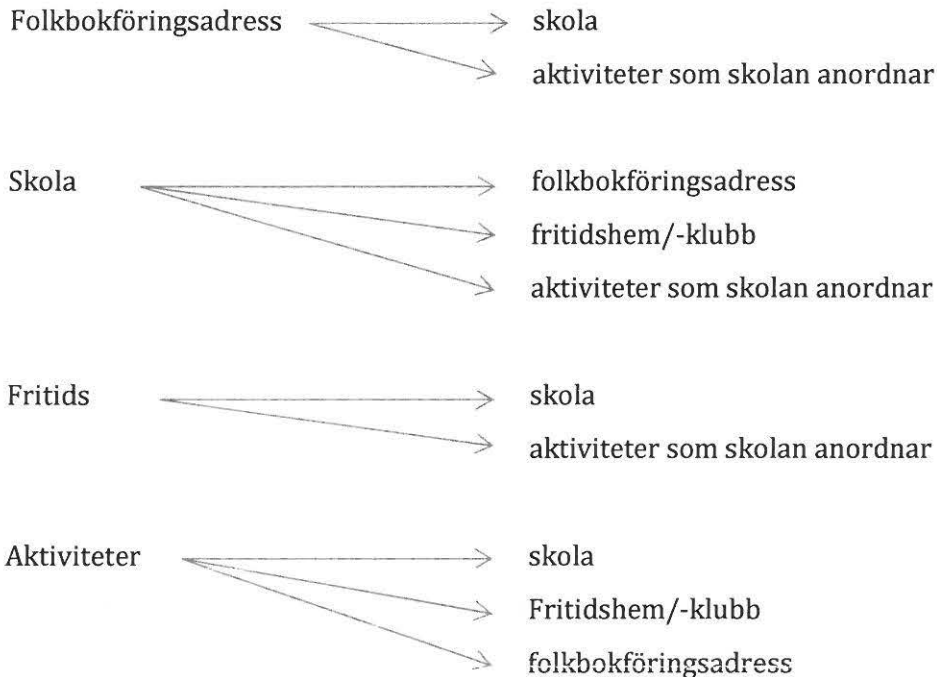 Folkbokföringsadress skola
aktiviteter som skolan anordnar
Skola folkbokföringsadress
fritidshem/-klubb
aktiviteter som skolan anordnar
Fritids skola
aktiviteter som skolan anordnar
Aktiviteter skola
Fritidshem/-klubb
folkbokföringsadress